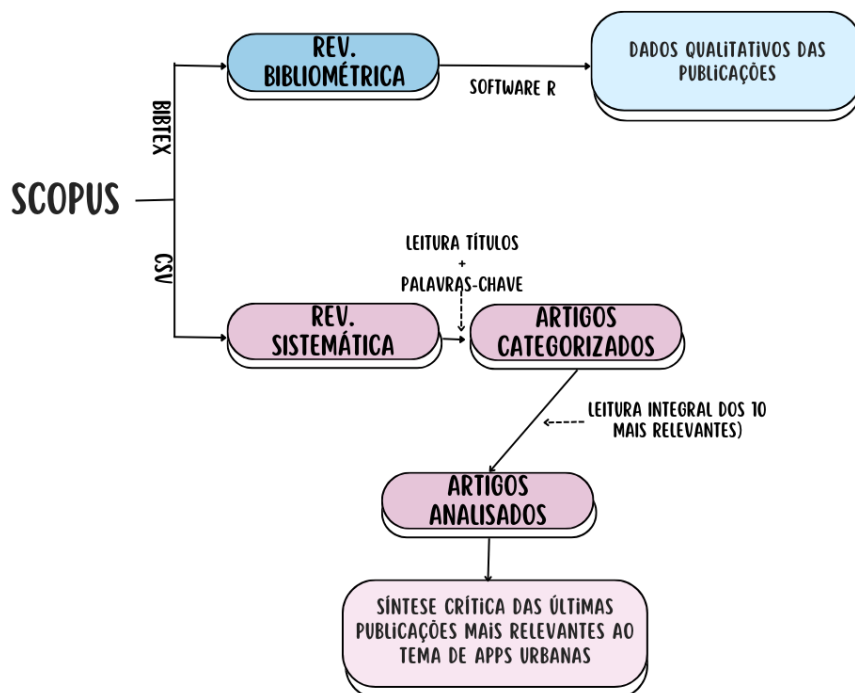 REV.
BIBLIOMÉTRICA
SOFTWARE R
DADOS QUALITATIVOS DAS
PUBLICAÇÕES
BIBTEX
SCOPUS
CSV
LEITURA TÍTULOS
+
PALAVRAS-CHAVE
REV.
SISTEMÁTICA
ARTIGOS
CATEGORIZADOS
LEITURA INTEGRAL DOS 10
MAIS RELEVANTES)
ARTIGOS
ANALISADOS
SÍNTESE CRÍTICA DAS ÚLTIMAS
PUBLICAÇÕES MAIS RELEVANTES AO
TEMA DE APPS URBANAS